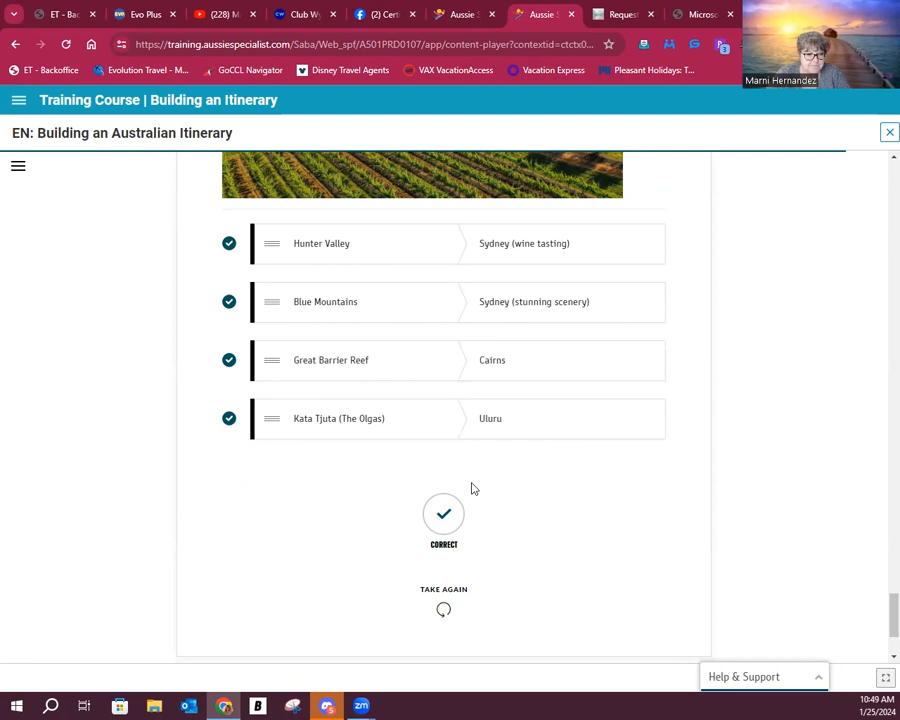 ET - Bac
Evo Plus
(228) M
Club W
(2) Cert
Aussie
Aussie S
Request
Microso
https://training.aussiespecialist.com/Saba/Web_spf/A501PRD0107/app/content-player?contextid=ctctx0...
3
ET - Backoffice
Evolution Travel - M...
GoCCL Navigator
Disney Travel Agents
VAX VacationAccess
Vacation Express
Pleasant Holidays: T...
Marni Hernandez
Training Course | Building an Itinerary
EN: Building an Australian Itinerary
Hunter Valley
Sydney (wine tasting)
Blue Mountains
Sydney (stunning scenery)
Great Barrier Reef
Cairns
Kata Tjuta (The Olgas)
Uluru
CORRECT
TAKE AGAIN
Help & Support
B
zm
10:49 AM
1/25/2024